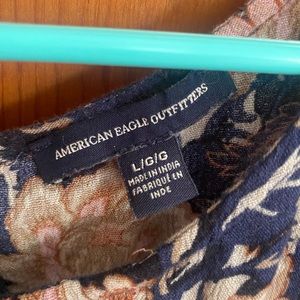 AMERICAN EAGLE OUTFITTERS
L/G/G
MADE IN INDIA
FABRIQUÉ EN
INDE